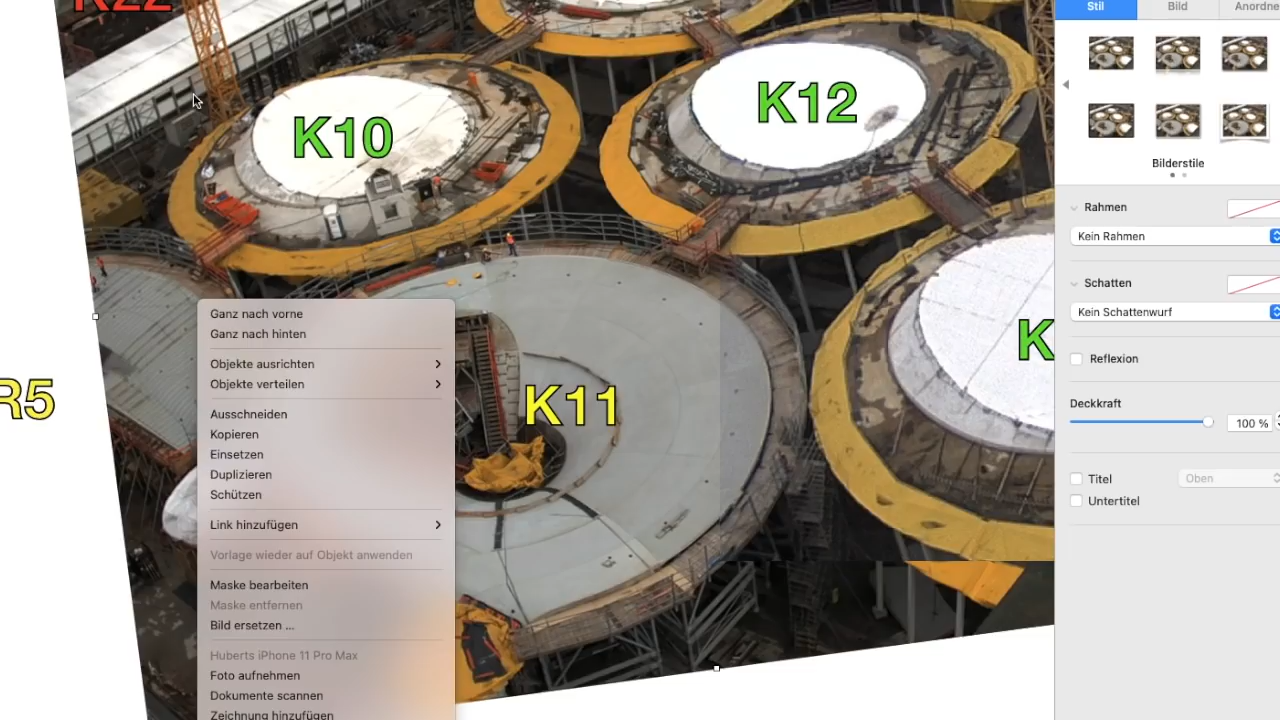 K10
K12
K11
K
R5
Ganz nach vorne
Ganz nach hinten
Objekte ausrichten
Objekte verteilen
Ausschneiden
Kopieren
Einsetzen
Duplizieren
Schützen
Link hinzufügen
Vorlage wieder auf Objekt anwenden
Maske bearbeiten
Maske entfernen
Bild ersetzen ...
Huberts iPhone 11 Pro Max
Foto aufnehmen
Dokumente scannen
Zeichnung hinzufügen
Stil
Bild
Anordne
Bilderstile
Rahmen
Kein Rahmen
Schatten
Kein Schattenwurf
Reflexion
Deckkraft
100 %
Titel
Oben
Untertitel